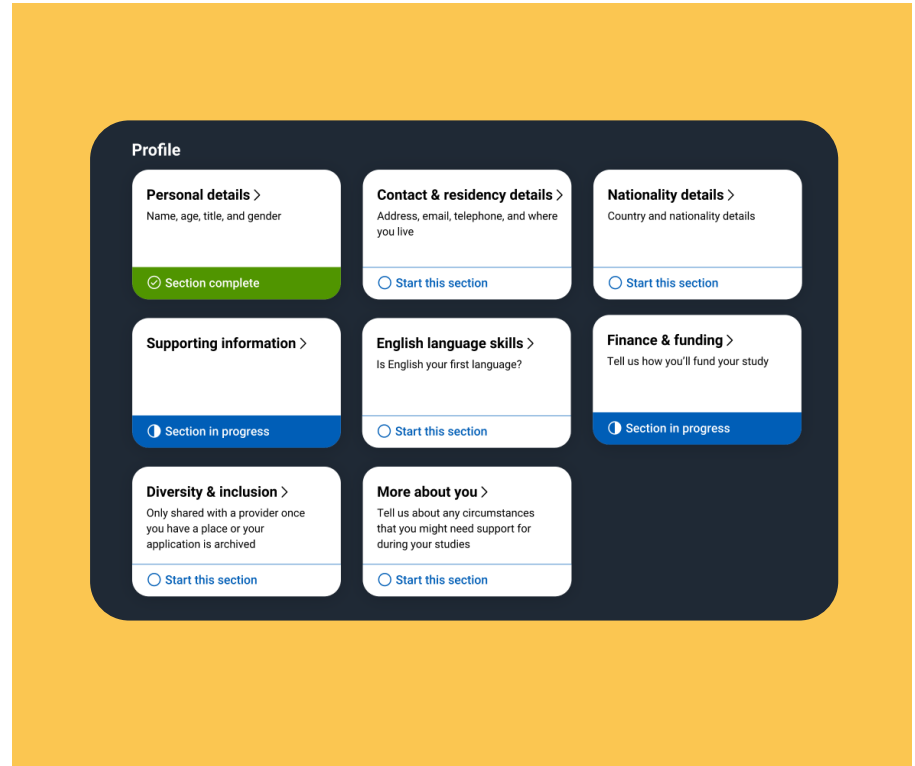 Profile
Personal details >
Name, age, title, and gender
Section complete
Contact & residency details >
Address, email, telephone, and where
you live
Start this section
Nationality details >
Country and nationality details
Start this section
Supporting information >
Section in progress
English language skills >
Is English your first language?
Start this section
Finance & funding >
Tell us how you'll fund your study
Section in progress
Diversity & inclusion >
Only shared with a provider once
you have a place or your
application is archived
Start this section
More about you >
Tell us about any circumstances
that you might need support for
during your studies
Start this section